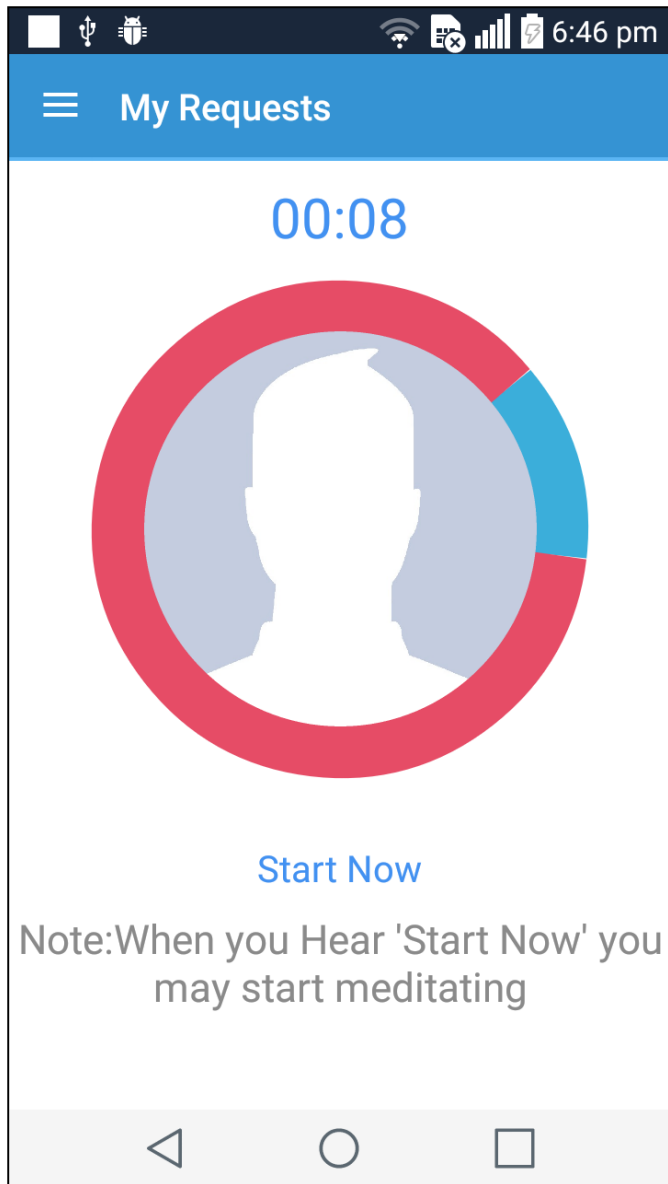 6:46 pm
My Requests
00:08
Start Now
Note:When you Hear 'Start Now' you
may start meditating